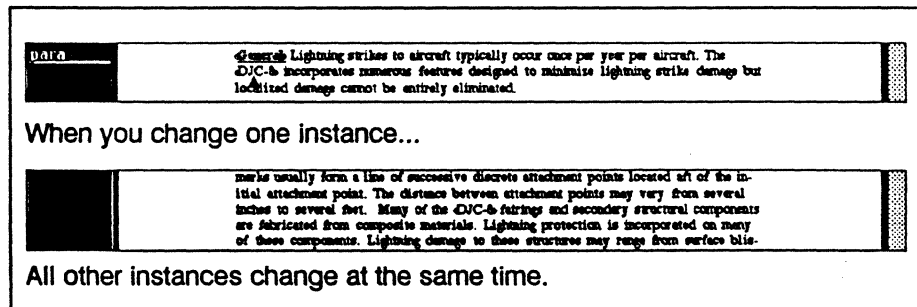 para
General: Lightning strikes to aircraft typically occur once per year per aircraft. The
DJC-6 incorporates numerous features designed to minimize lightning strike damage but
localized damage cannot be entirely eliminated.
When you change one instance...
marks usually form a line of successive discrete attachment points located aft of the in-
itial attachment point. The distance between attachment points may vary from several
inches to several feet. Many of the DJC-6 fairings and secondary structural components
are fabricated from composite materials. Lightning protection is incorporated on many
of these components. Lightning damage to these structures may range from surface blis-
All other instances change at the same time.